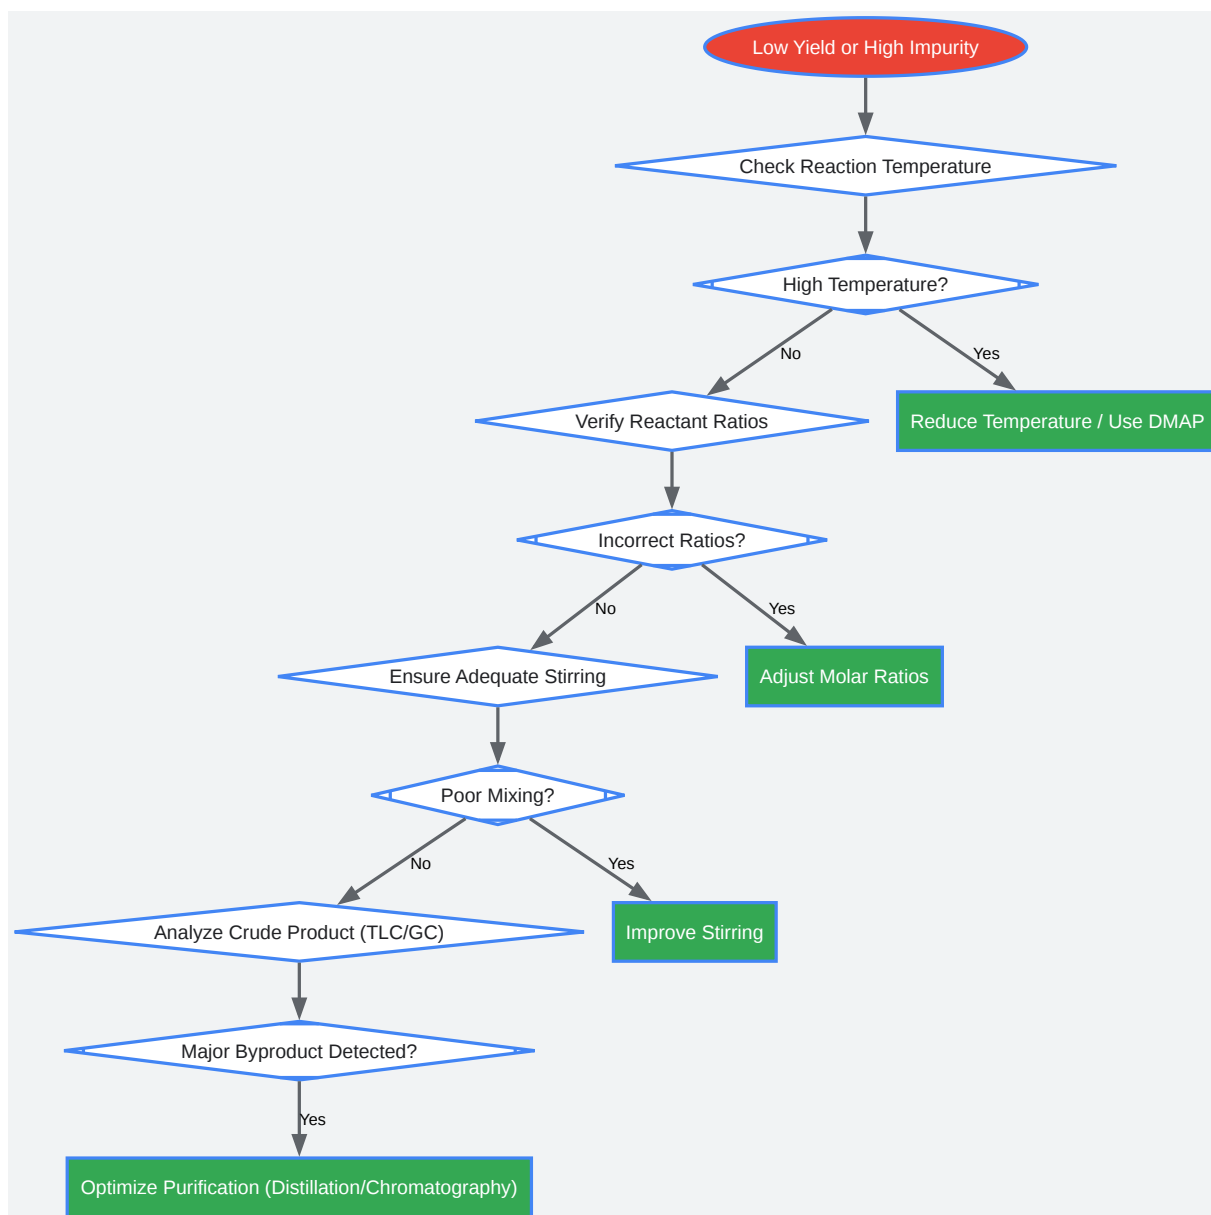 Low Yield or High Impurity
Check Reaction Temperature
High Temperature?
No
Yes
Verify Reactant Ratios
Reduce Temperature / Use DMAP
Incorrect Ratios?
No
Yes
Ensure Adequate Stirring
Adjust Molar Ratios
Poor Mixing?
No
Yes
Analyze Crude Product (TLC/GC)
Improve Stirring
Major Byproduct Detected?
Yes
Optimize Purification (Distillation/Chromatography)